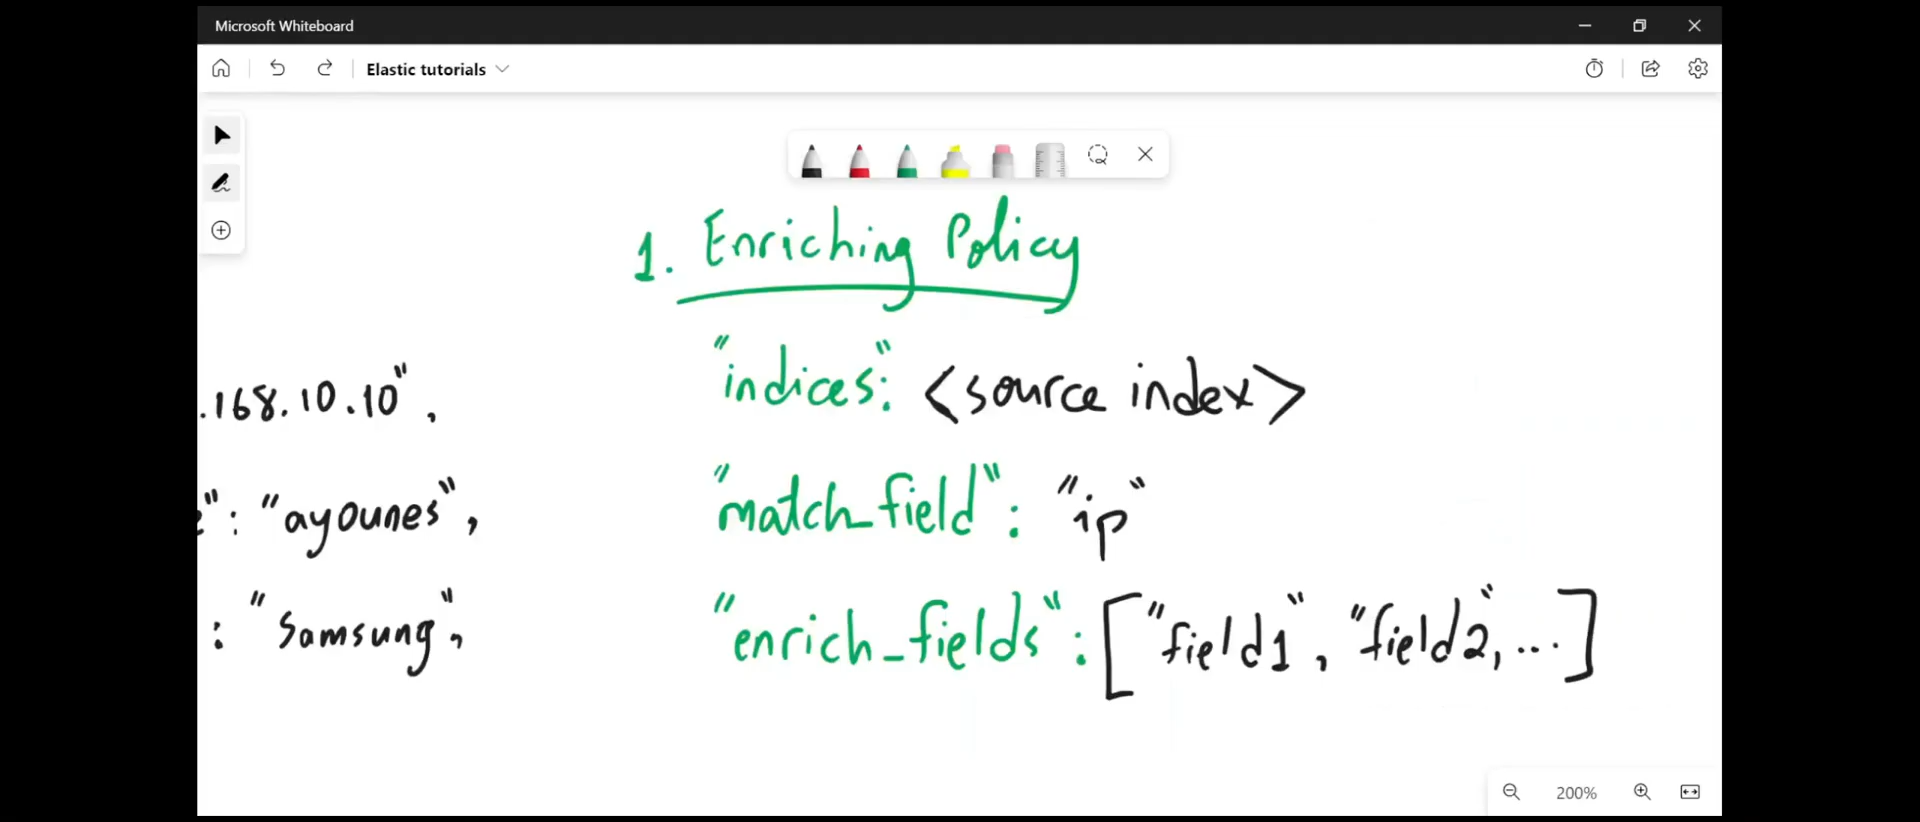 Microsoft Whiteboard
Elastic tutorials
1. Enriching Policy
"indices": <source index>
.168.10.10",
"match_field": "ip"
e": "ayounes",
"enrich_fields": ["field1", "field2", ...]
: "Samsung",
200%